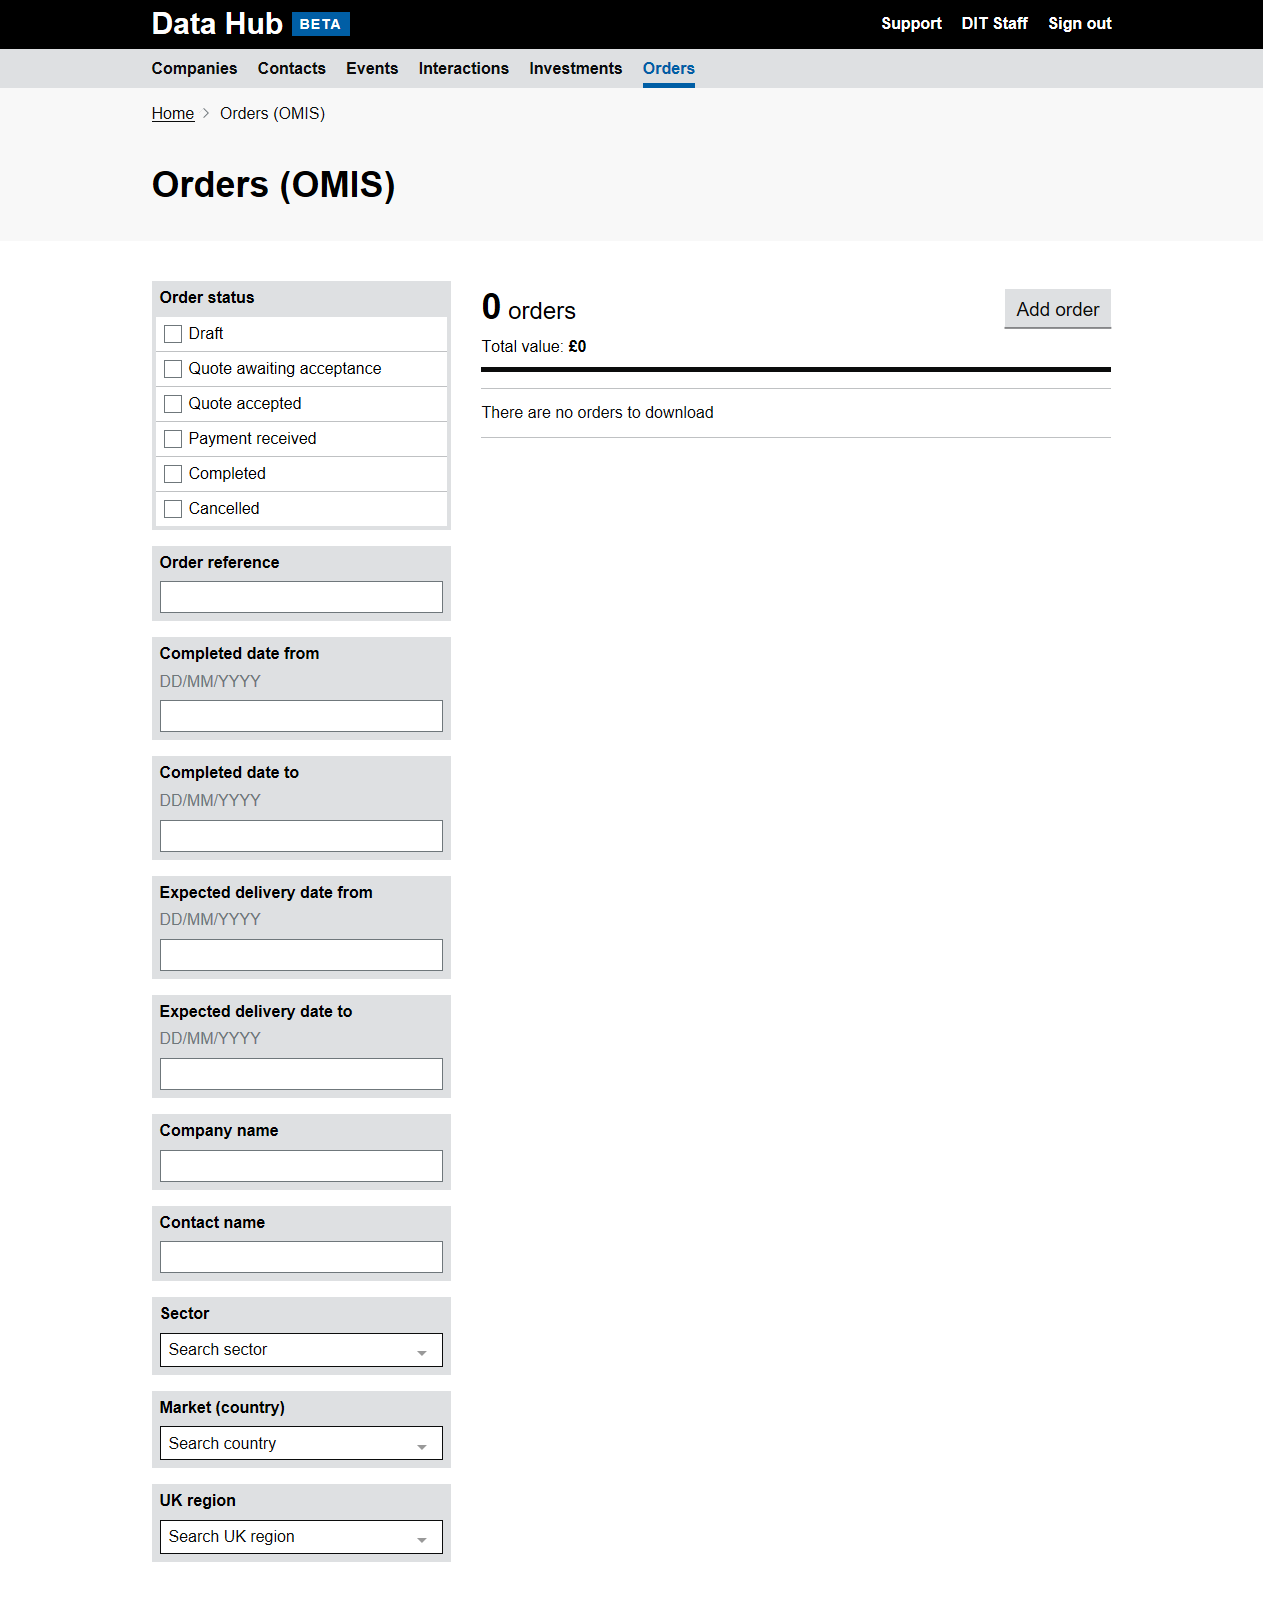 Data Hub BETA
Support DIT Staff Sign out
Companies Contacts Events Interactions Investments Orders
Home Orders (OMIS)
Orders (OMIS)
Order status
Draft
Quote awaiting acceptance
Quote accepted
Payment received
Completed
Cancelled
Order reference
Completed date from
DD/MM/YYYY
Completed date to
DD/MM/YYYY
Expected delivery date from
DD/MM/YYYY
Expected delivery date to
DD/MM/YYYY
Company name
Contact name
Sector
Search sector
Market (country)
Search country
UK region
Search UK region
0 orders
Add order
Total value: £0
There are no orders to download